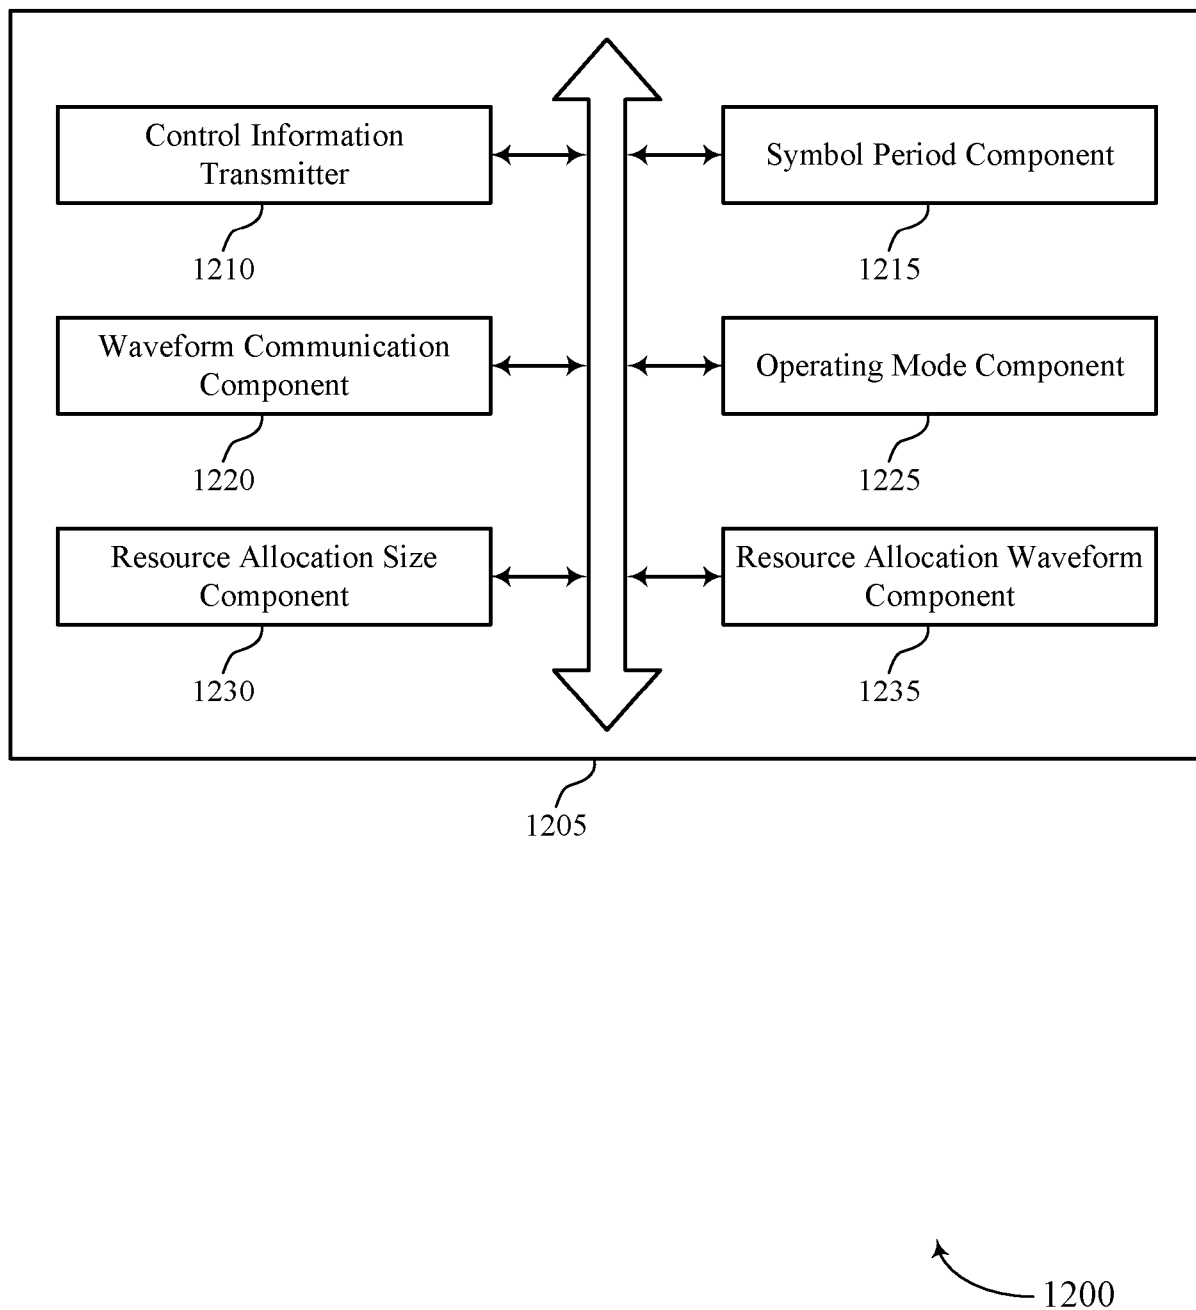 Control Information
Transmitter
1210
Symbol Period Component
1215
Waveform Communication
Component
1220
Operating Mode Component
1225
Resource Allocation Size
Component
1230
Resource Allocation Waveform
Component
1235
1205
1200